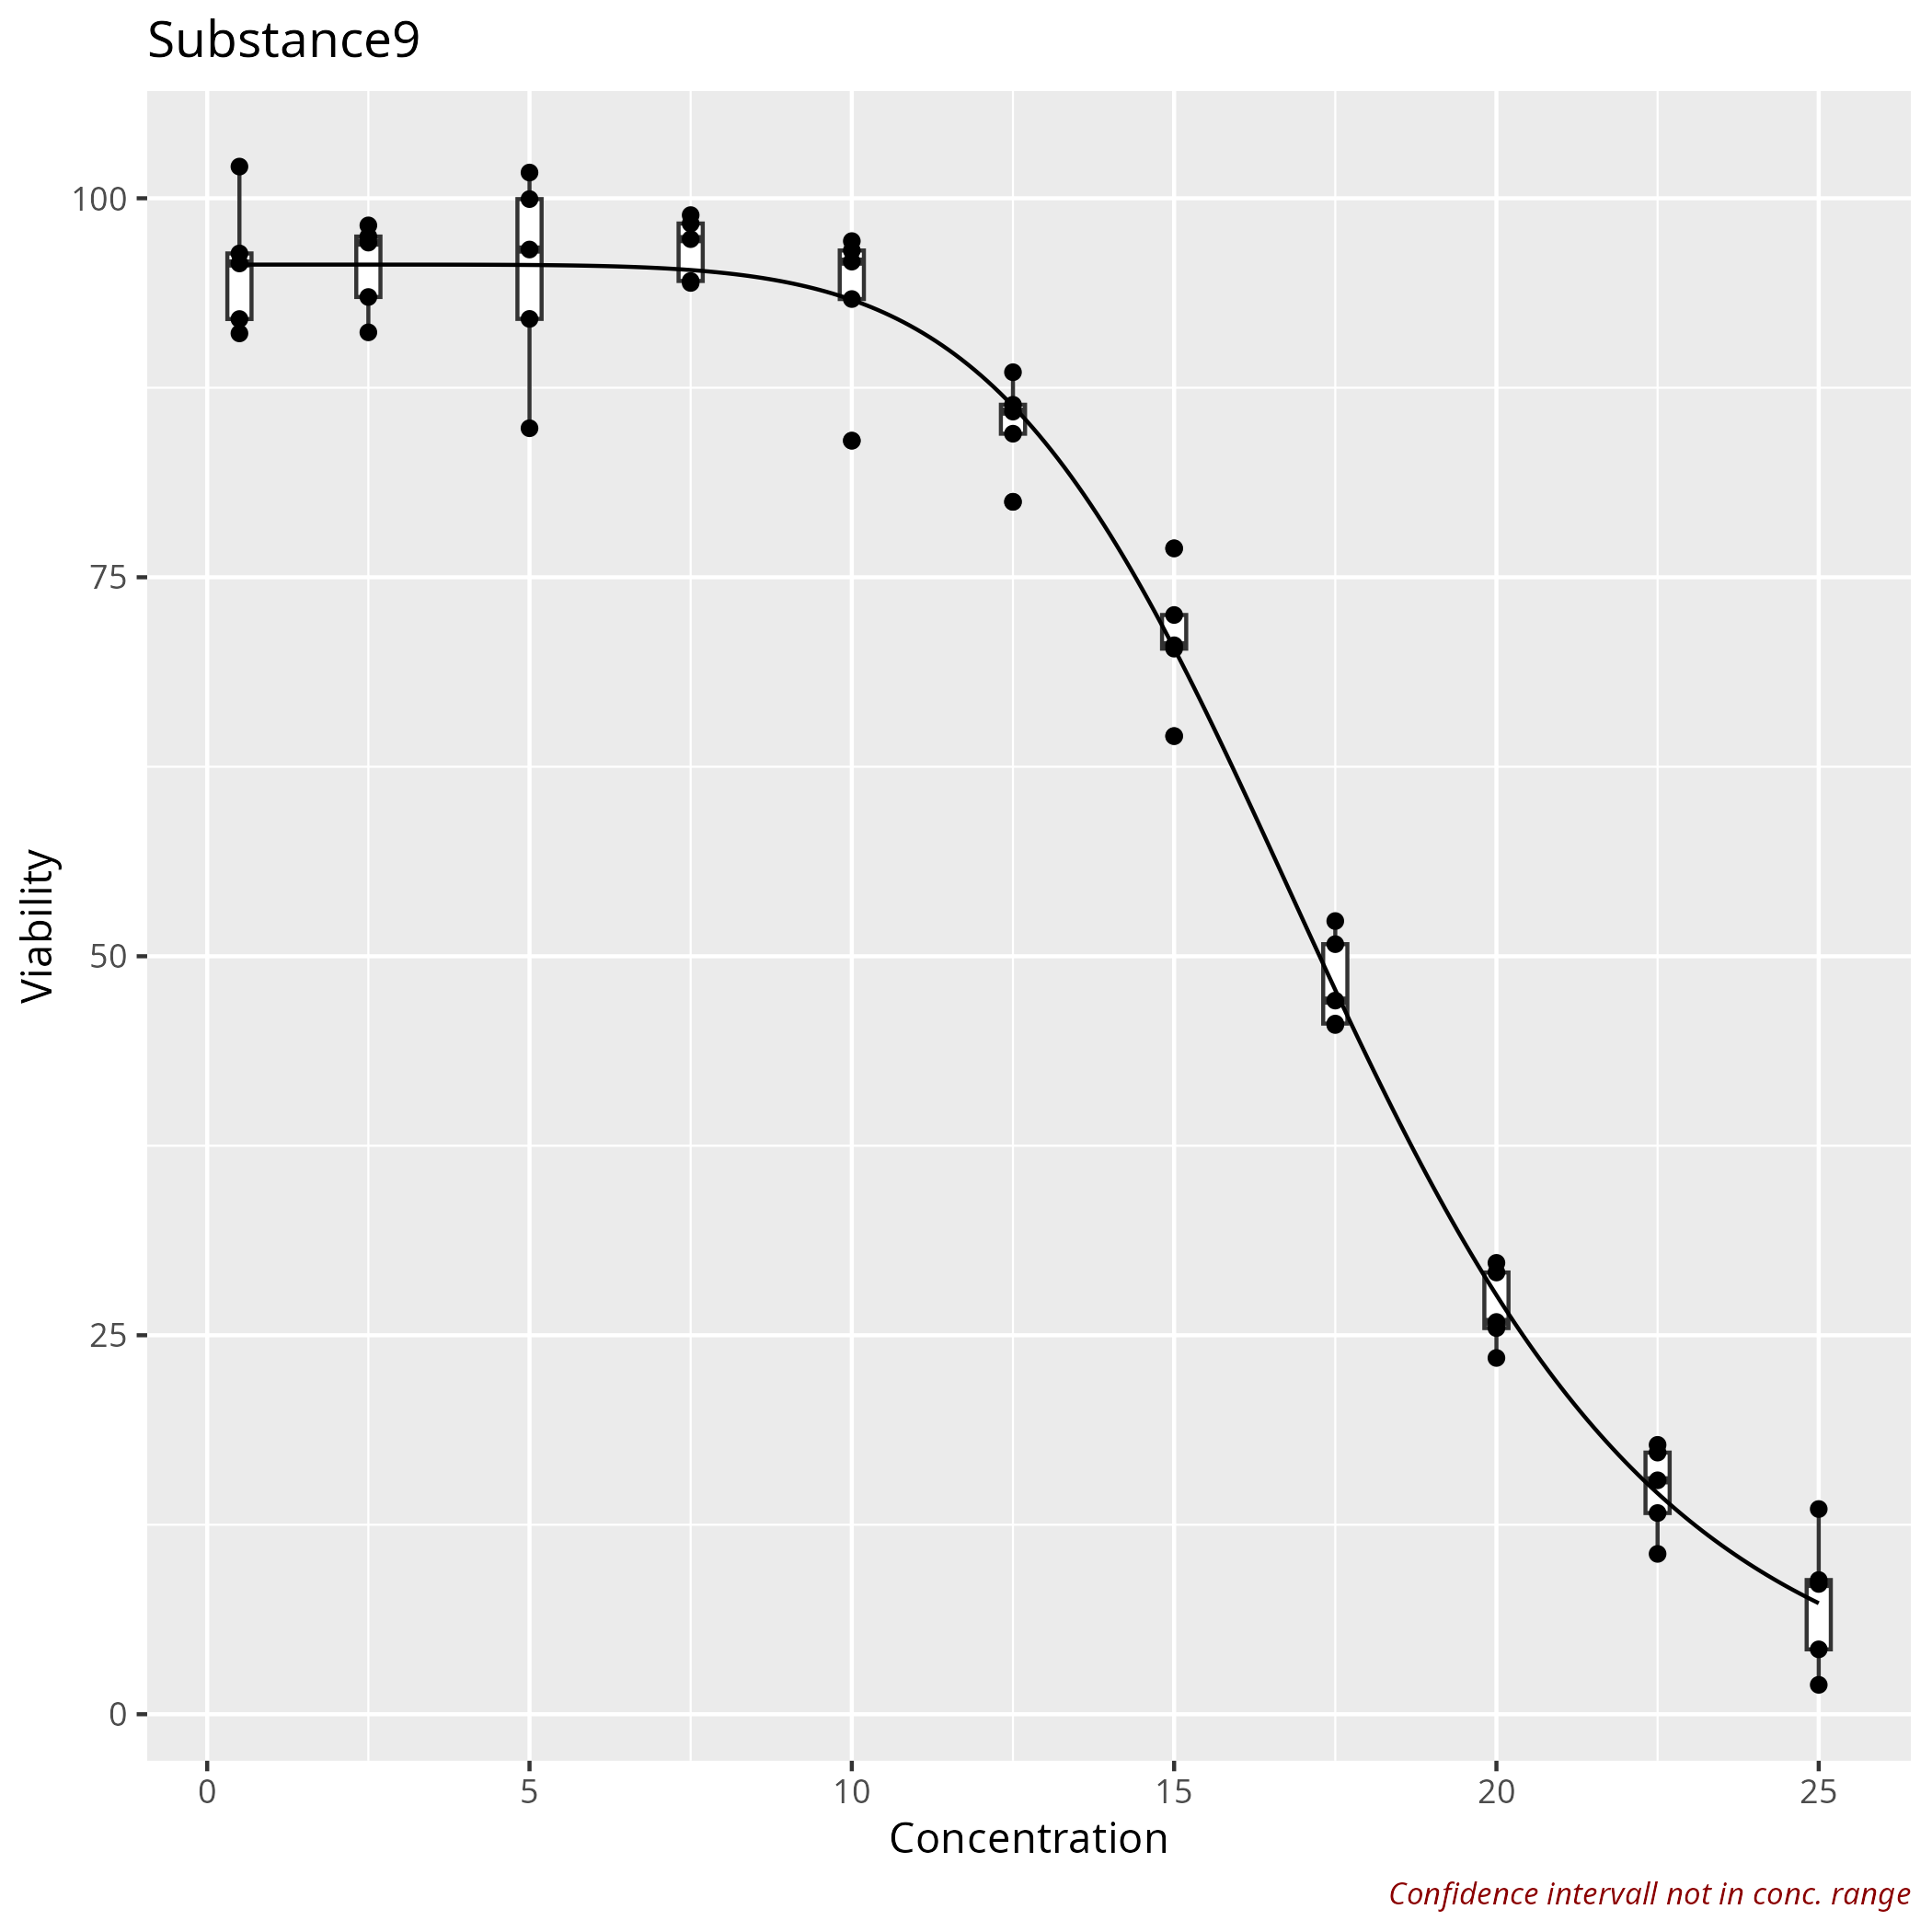 Substance9
100
75
50
25
0
Viability
0 5 10 15 20 25
Concentration
Confidence intervall not in conc. range